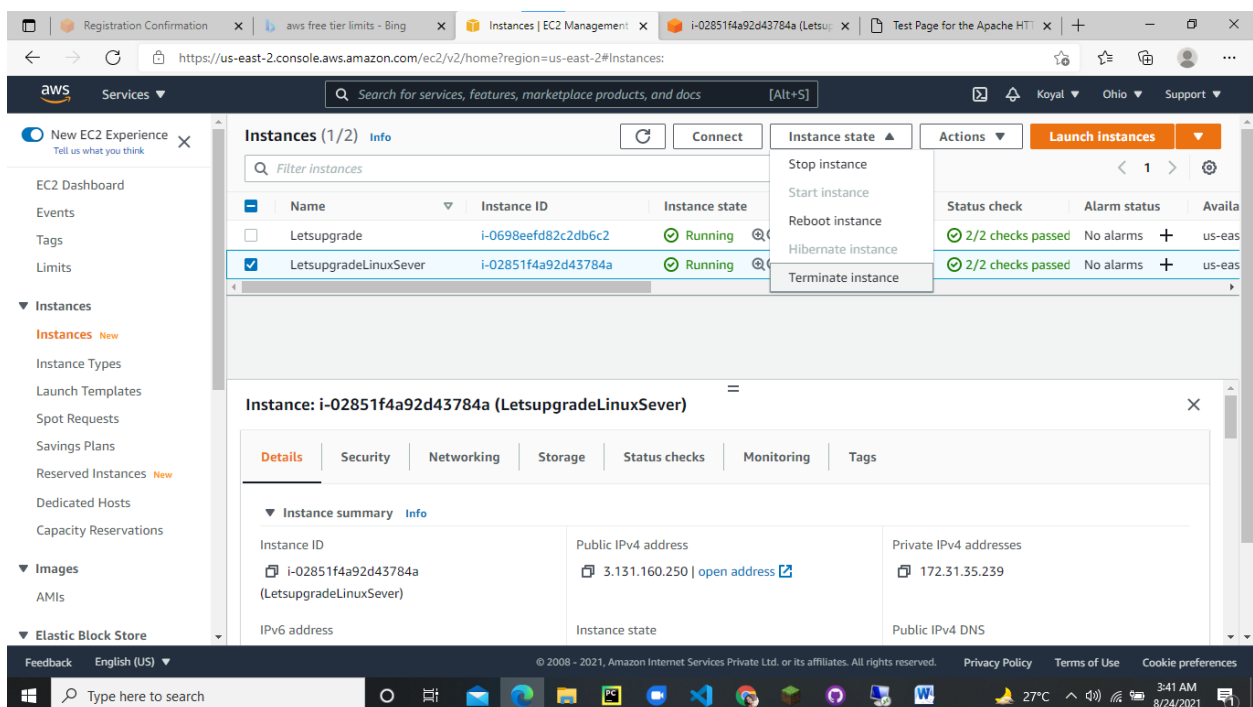 Registration Confirmation
aws free tier limits - Bing
Instances | EC2 Management
i-02851f4a92d43784a (Letsup
Test Page for the Apache HTT
https://us-east-2.console.aws.amazon.com/ec2/v2/home?region=us-east-2#Instances:
aws
Services
Search for services, features, marketplace products, and docs [Alt+S]
Koyal
Ohio
Support
New EC2 Experience
Tell us what you think
EC2 Dashboard
Events
Tags
Limits
Instances
Instances New
Instance Types
Launch Templates
Spot Requests
Savings Plans
Reserved Instances New
Dedicated Hosts
Capacity Reservations
Images
AMIs
Elastic Block Store
Instances (1/2) Info
Connect
Instance state
Actions
Launch instances
Filter instances
1
Stop instance
Start instance
Reboot instance
Hibernate instance
Terminate instance
Name Instance ID Instance state Status check Alarm status Availa
Letsupgrade i-0698eefd82c2db6c2 Running 2/2 checks passed No alarms + us-eas
LetsupgradeLinuxSever i-02851f4a92d43784a Running 2/2 checks passed No alarms + us-eas
Instance: i-02851f4a92d43784a (LetsupgradeLinuxSever)
Details Security Networking Storage Status checks Monitoring Tags
Instance summary Info
Instance ID
i-02851f4a92d43784a
(LetsupgradeLinuxSever)
Public IPv4 address
3.131.160.250 | open address
Private IPv4 addresses
172.31.35.239
IPv6 address
Instance state
Public IPv4 DNS
Feedback English (US) © 2008 - 2021, Amazon Internet Services Private Ltd. or its affiliates. All rights reserved. Privacy Policy Terms of Use Cookie preferences
Type here to search
PC
W
27°C
3:41 AM
8/24/2021
1